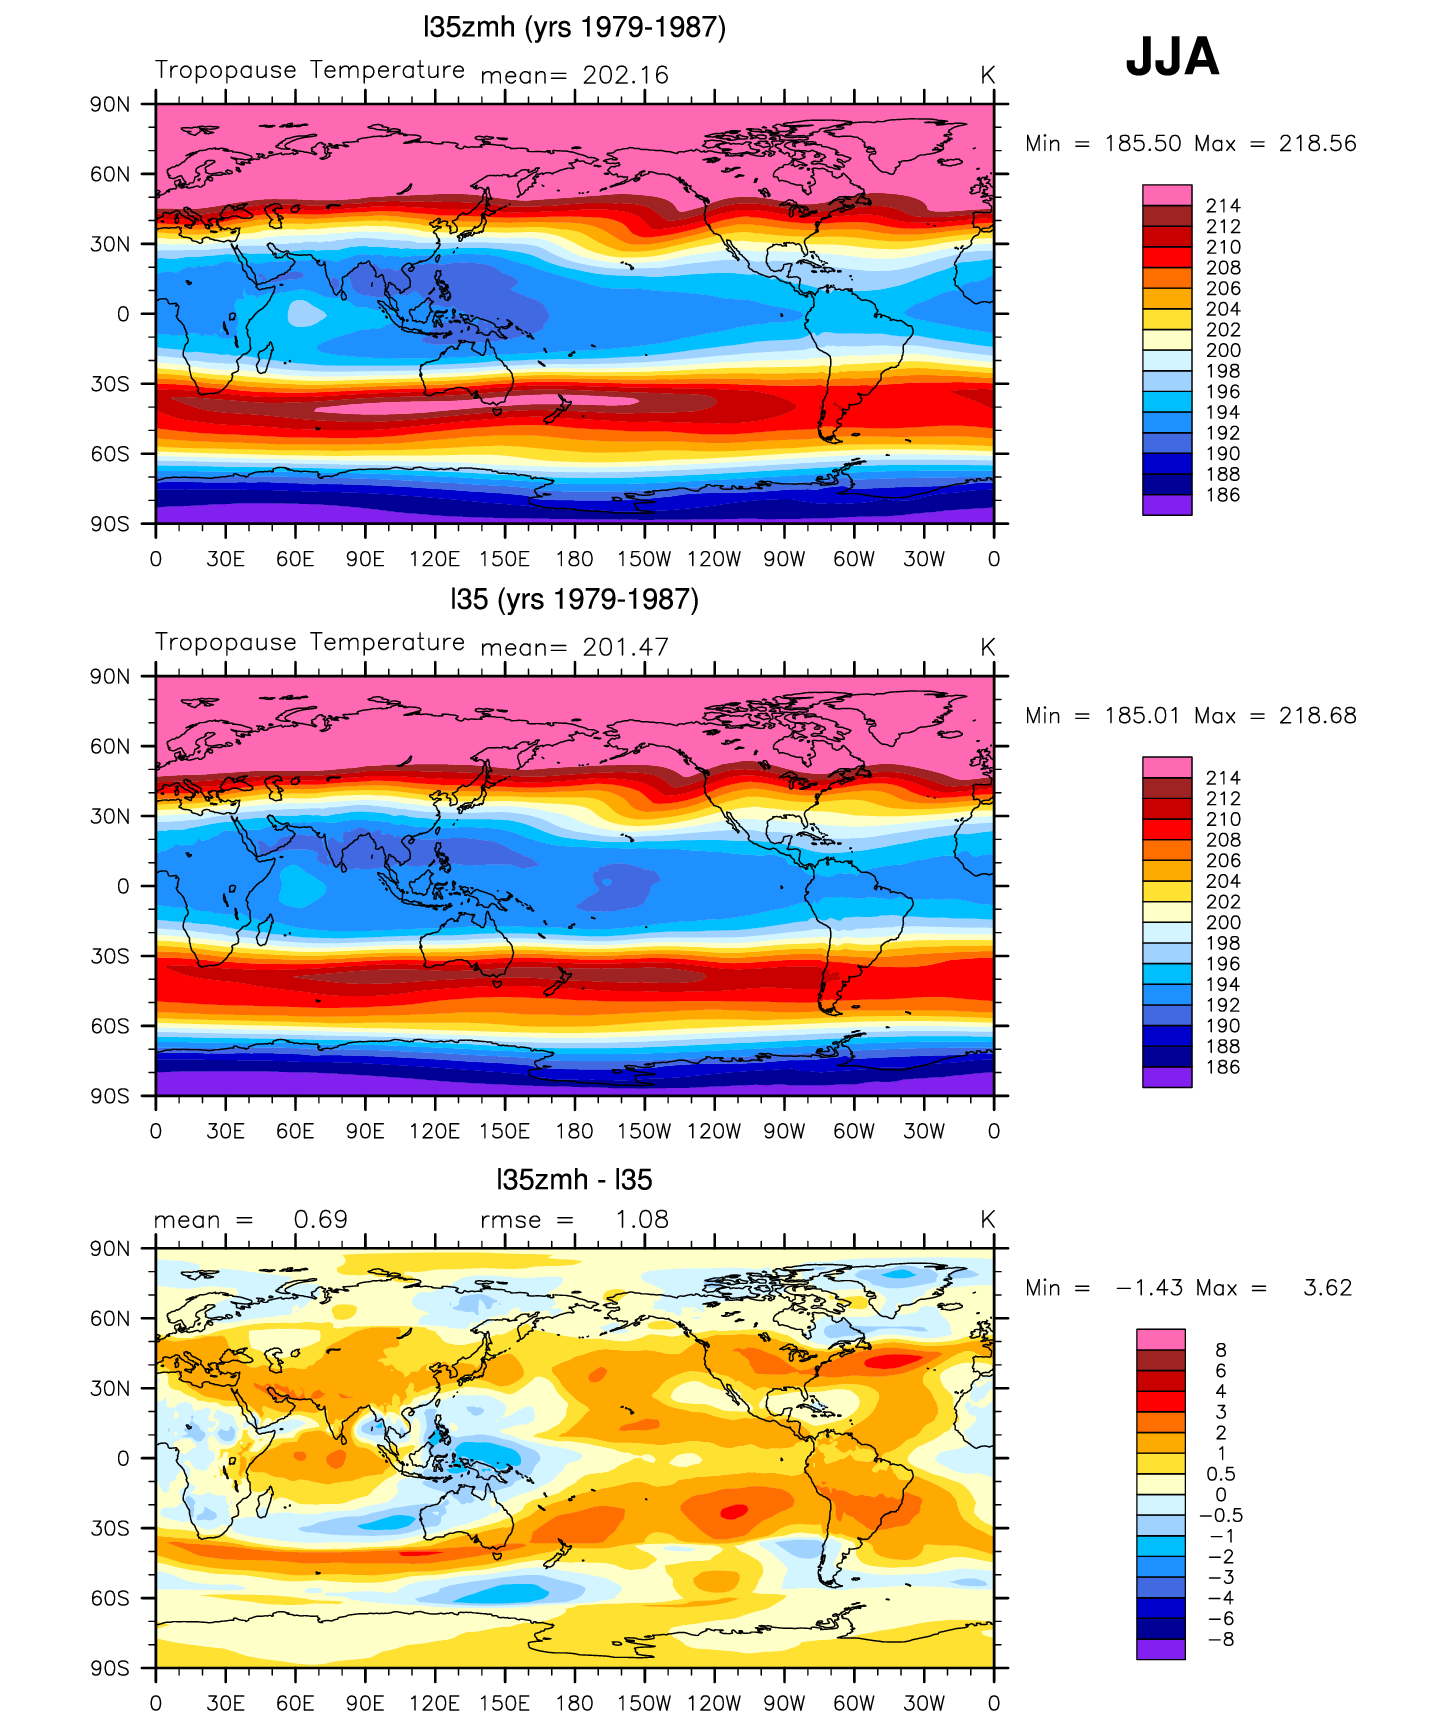 l35zmh (yrs 1979-1987)
JJA
Tropopause Temperature mean= 202.16 K
Min = 185.50 Max = 218.56
90N
60N
30N
0
30S
60S
90S
0 30E 60E 90E 120E 150E 180 150W 120W 90W 60W 30W 0
214
212
210
208
206
204
202
200
198
196
194
192
190
188
186
l35 (yrs 1979-1987)
Tropopause Temperature mean= 201.47 K
Min = 185.01 Max = 218.68
90N
60N
30N
0
30S
60S
90S
0 30E 60E 90E 120E 150E 180 150W 120W 90W 60W 30W 0
214
212
210
208
206
204
202
200
198
196
194
192
190
188
186
l35zmh - l35
mean = 0.69 rmse = 1.08 K
Min = −1.43 Max = 3.62
90N
60N
30N
0
30S
60S
90S
0 30E 60E 90E 120E 150E 180 150W 120W 90W 60W 30W 0
8
6
4
3
2
1
0.5
0
−0.5
−1
−2
−3
−4
−6
−8